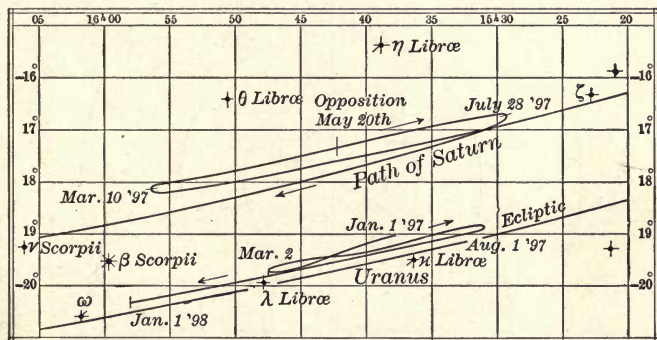 05 16ʰ00 55 50 45 40 35 15ʰ30 25 20
η Libræ
-16° -16°
ζ
θ Libræ Opposition July 28 '97
May 20th
17° 17°
Path of Saturn
18° Mar. 10 '97 18°
Jan. 1 '97 Ecliptic
19° 19°
ν Scorpii Mar. 2 Aug. 1 '97
β Scorpii ϰ Libræ
-20° Uranus -20°
ω λ Libræ
Jan. 1 '98